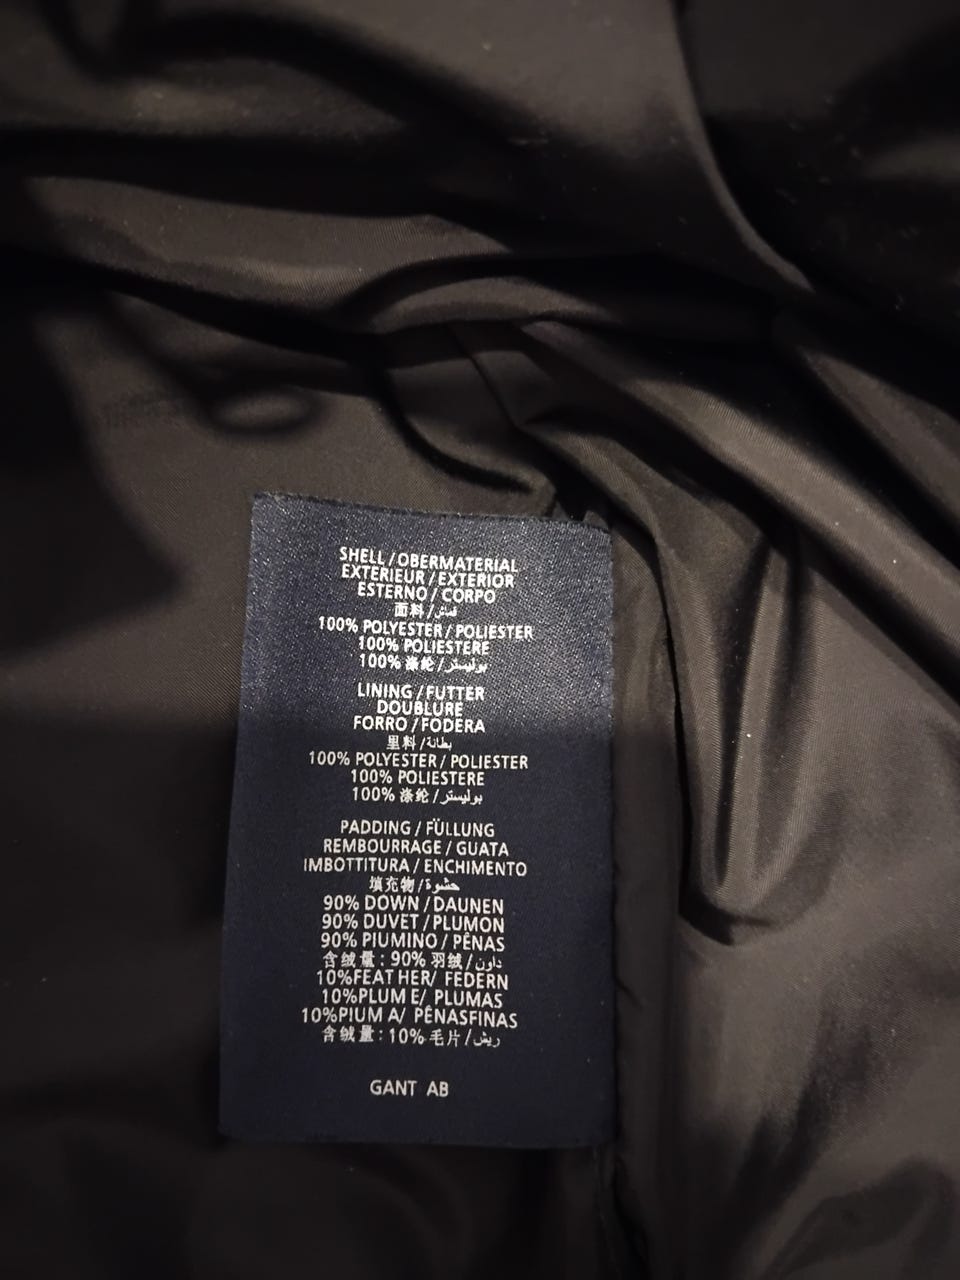 SHELL / OBERMATERIAL
EXTERIEUR / EXTERIOR
ESTERNO / CORPO
面料 / قماش
100% POLYESTER / POLIESTER
100% POLIESTERE
100% 涤纶 / بوليستر
LINING / FUTTER
DOUBLURE
FORRO / FODERA
里料 / بطانة
100% POLYESTER / POLIESTER
100% POLIESTERE
100% 涤纶 / بوليستر
PADDING / FÜLLUNG
REMBOURRAGE / GUATA
IMBOTTITURA / ENCHIMENTO
填充物 / حشوة
90% DOWN / DAUNEN
90% DUVET / PLUMON
90% PIUMINO / PÊNAS
含绒量: 90% 羽绒 / داون
10%FEAT HER/ FEDERN
10%PLUM E/ PLUMAS
10%PIUM A/ PÊNASFINAS
含绒量: 10% 毛片 / ريش
GANT AB